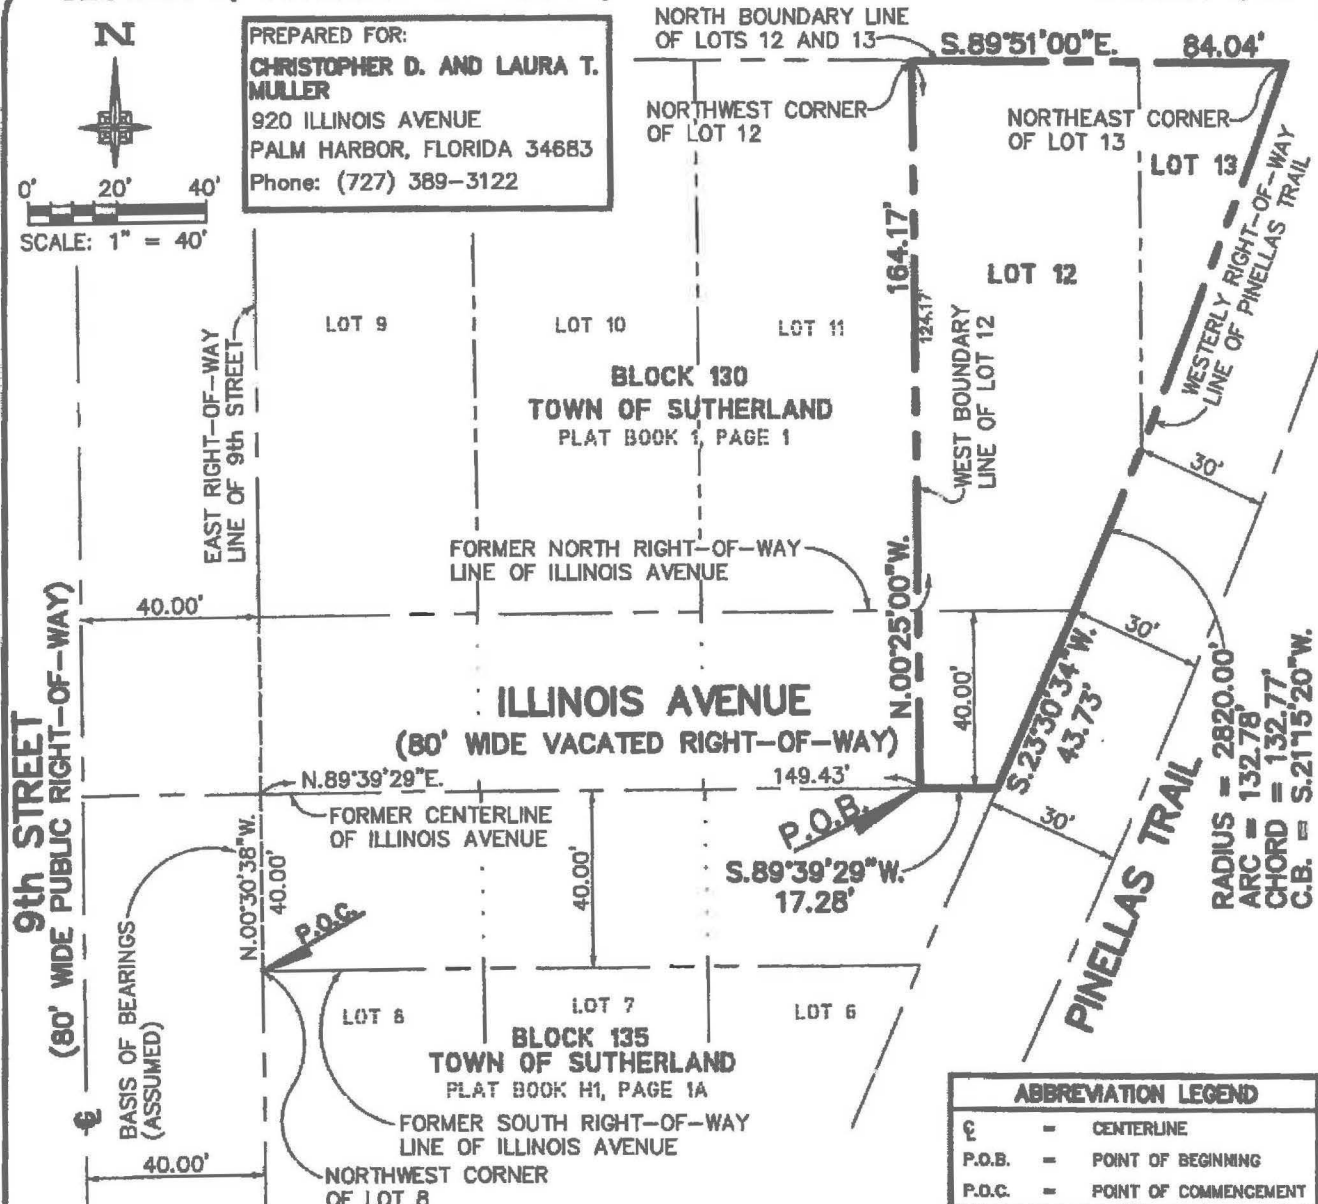 N
0' 20' 40'
SCALE: 1" = 40'
PREPARED FOR:
CHRISTOPHER D. AND LAURA T.
MULLER
920 ILLINOIS AVENUE
PALM HARBOR, FLORIDA 34683
Phone: (727) 389-3122
NORTH BOUNDARY LINE
OF LOTS 12 AND 13
S.89°51'00"E.
84.04'
NORTHWEST CORNER
OF LOT 12
NORTHEAST CORNER
OF LOT 13
LOT 13
WESTERLY RIGHT-OF-WAY
LINE OF PINELLAS TRAIL
164.17'
124.17'
LOT 12
WEST BOUNDARY
LINE OF LOT 12
EAST RIGHT-OF-WAY
LINE OF 9th STREET
LOT 9
LOT 10
LOT 11
BLOCK 130
TOWN OF SUTHERLAND
PLAT BOOK 1, PAGE 1
30'
FORMER NORTH RIGHT-OF-WAY
LINE OF ILLINOIS AVENUE
40.00'
N.00°25'00"W.
40.00'
30'
S.23°30'34"W.
43.73'
RADIUS = 2820.00'
ARC = 132.78'
CHORD = 132.77'
C.B. = S.21°15'20"W.
9th STREET
(80' WIDE PUBLIC RIGHT-OF-WAY)
ILLINOIS AVENUE
(80' WIDE VACATED RIGHT-OF-WAY)
N.89°39'29"E.
149.43'
FORMER CENTERLINE
OF ILLINOIS AVENUE
P.O.B.
30'
S.89°39'29"W.
17.28'
N.00°30'38"W.
40.00'
40.00'
P.O.C.
PINELLAS TRAIL
BASIS OF BEARINGS
(ASSUMED)
LOT 8
LOT 7
LOT 6
BLOCK 135
TOWN OF SUTHERLAND
PLAT BOOK H1, PAGE 1A
FORMER SOUTH RIGHT-OF-WAY
LINE OF ILLINOIS AVENUE
℄
40.00'
NORTHWEST CORNER
OF LOT 8
ABBREVIATION LEGEND
℄ = CENTERLINE
P.O.B. = POINT OF BEGINNING
P.O.C. = POINT OF COMMENCEMENT